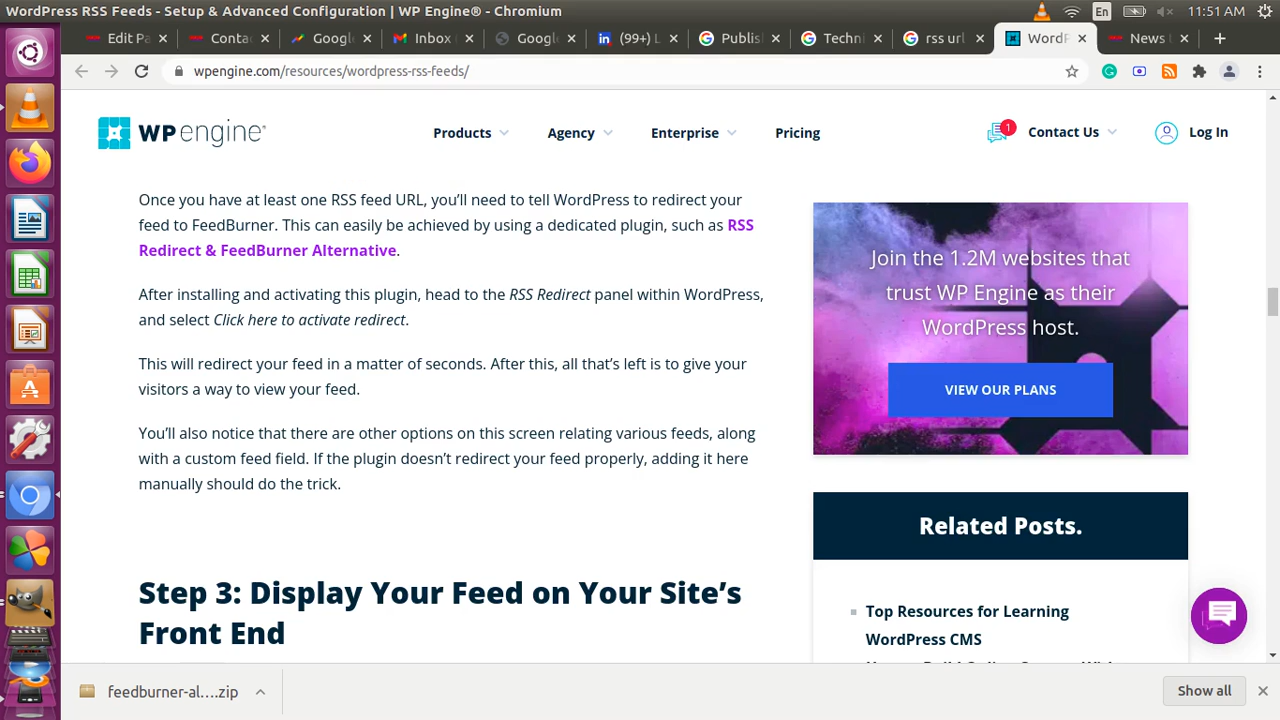 WordPress RSS Feeds - Setup & Advanced Configuration | WP Engine® - Chromium
En
11:51 AM
Edit Pa
Conta
Google
Inbox
Google
(99+) L
Publis
Techni
rss url
WordP
News
wpengine.com/resources/wordpress-rss-feeds/
WP engine®
Products
Agency
Enterprise
Pricing
1
Contact Us
Log In
Once you have at least one RSS feed URL, you'll need to tell WordPress to redirect your
feed to FeedBurner. This can easily be achieved by using a dedicated plugin, such as RSS
Redirect & FeedBurner Alternative.
After installing and activating this plugin, head to the RSS Redirect panel within WordPress,
and select Click here to activate redirect.
This will redirect your feed in a matter of seconds. After this, all that's left is to give your
visitors a way to view your feed.
You'll also notice that there are other options on this screen relating various feeds, along
with a custom feed field. If the plugin doesn't redirect your feed properly, adding it here
manually should do the trick.
Step 3: Display Your Feed on Your Site's
Front End
Join the 1.2M websites that
trust WP Engine as their
WordPress host.
VIEW OUR PLANS
Related Posts.
Top Resources for Learning
WordPress CMS
feedburner-al....zip
Show all